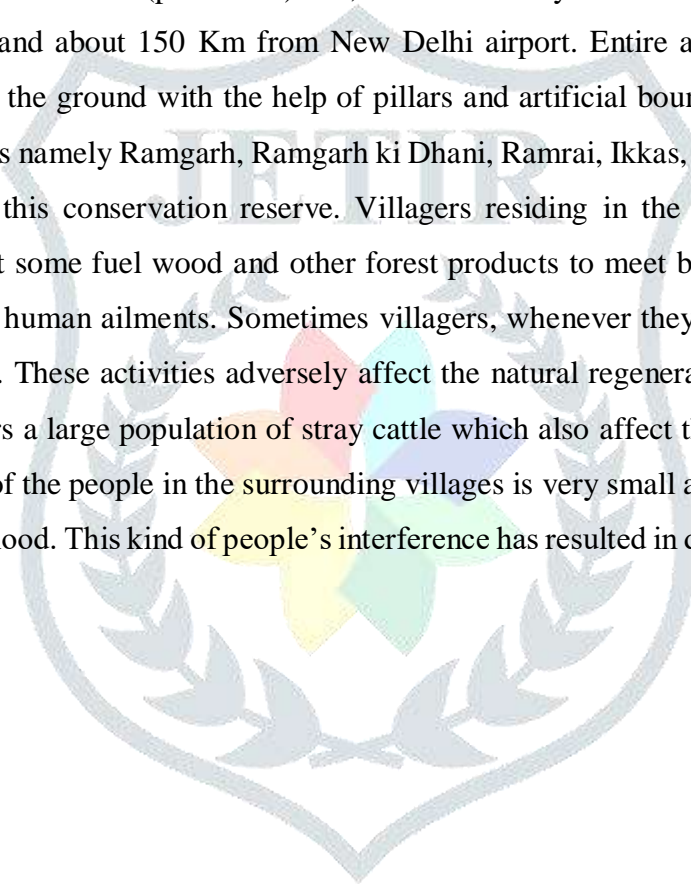 and about 150 Km from New Delhi airport. Entire a
the ground with the help of pillars and artificial boun
s namely Ramgarh, Ramgarh ki Dhani, Ramrai, Ikkas,
JETIR
this conservation reserve. Villagers residing in the
t some fuel wood and other forest products to meet b
human ailments. Sometimes villagers, whenever they
. These activities adversely affect the natural regenera
rs a large population of stray cattle which also affect t
of the people in the surrounding villages is very small a
ood. This kind of people’s interference has resulted in d